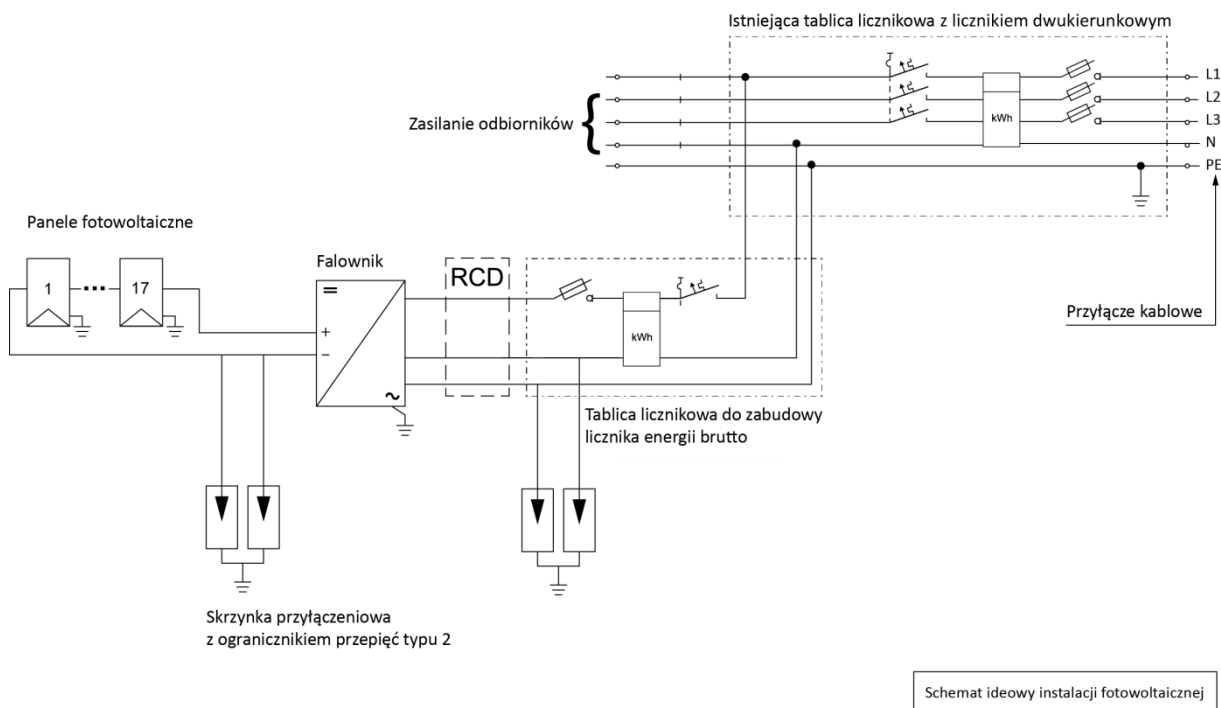 Istniejąca tablica licznikowa z licznikiem dwukierunkowym
L1
L2
L3
N
PE
kWh
Zasilanie odbiorników
Przyłącze kablowe
Panele fotowoltaiczne
1
17
Falownik
+
−
RCD
kWh
Tablica licznikowa do zabudowy
licznika energii brutto
Skrzynka przyłączeniowa
z ogranicznikiem przepięć typu 2
Schemat ideowy instalacji fotowoltaicznej